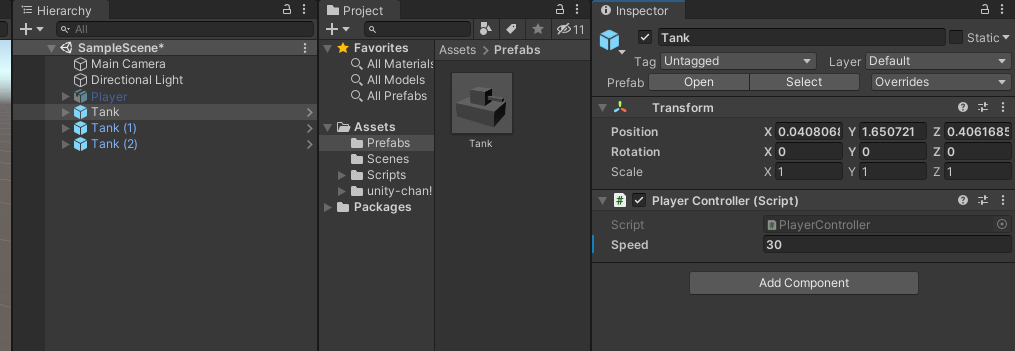 Hierarchy
All
SampleScene*
Main Camera
Directional Light
Player
Tank
Tank (1)
Tank (2)
Project
11
Favorites
All Materials
All Models
All Prefabs
Assets
Prefabs
Scenes
Scripts
unity-chan!
Packages
Assets > Prefabs
Tank
Inspector
Tank Static
Tag Untagged Layer Default
Prefab Open Select Overrides
Transform
Position X 0.0408068 Y 1.650721 Z 0.4061685
Rotation X 0 Y 0 Z 0
Scale X 1 Y 1 Z 1
# Player Controller (Script)
Script # PlayerController
Speed 30
Add Component